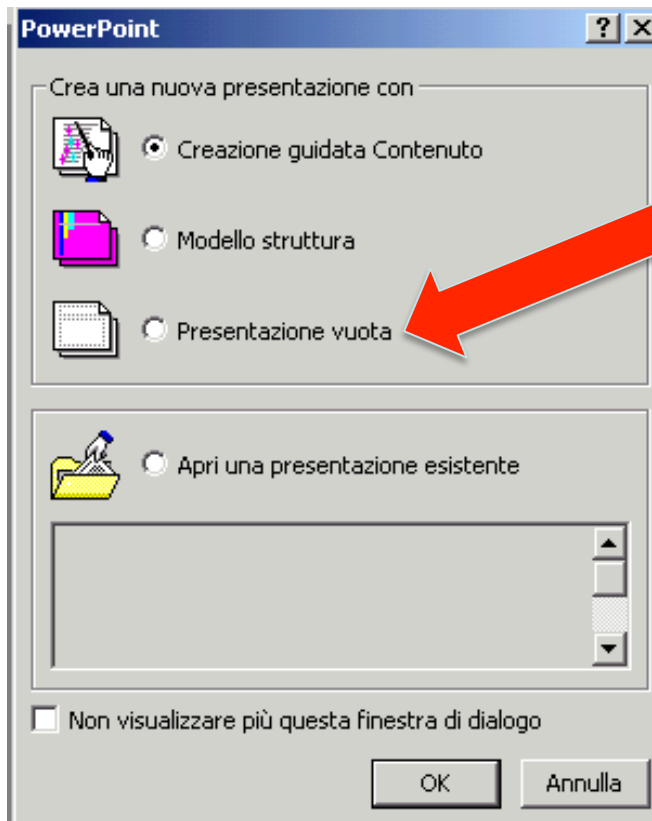 PowerPoint
Crea una nuova presentazione con
Creazione guidata Contenuto
Modello struttura
Presentazione vuota
Apri una presentazione esistente
Non visualizzare più questa finestra di dialogo
OK Annulla